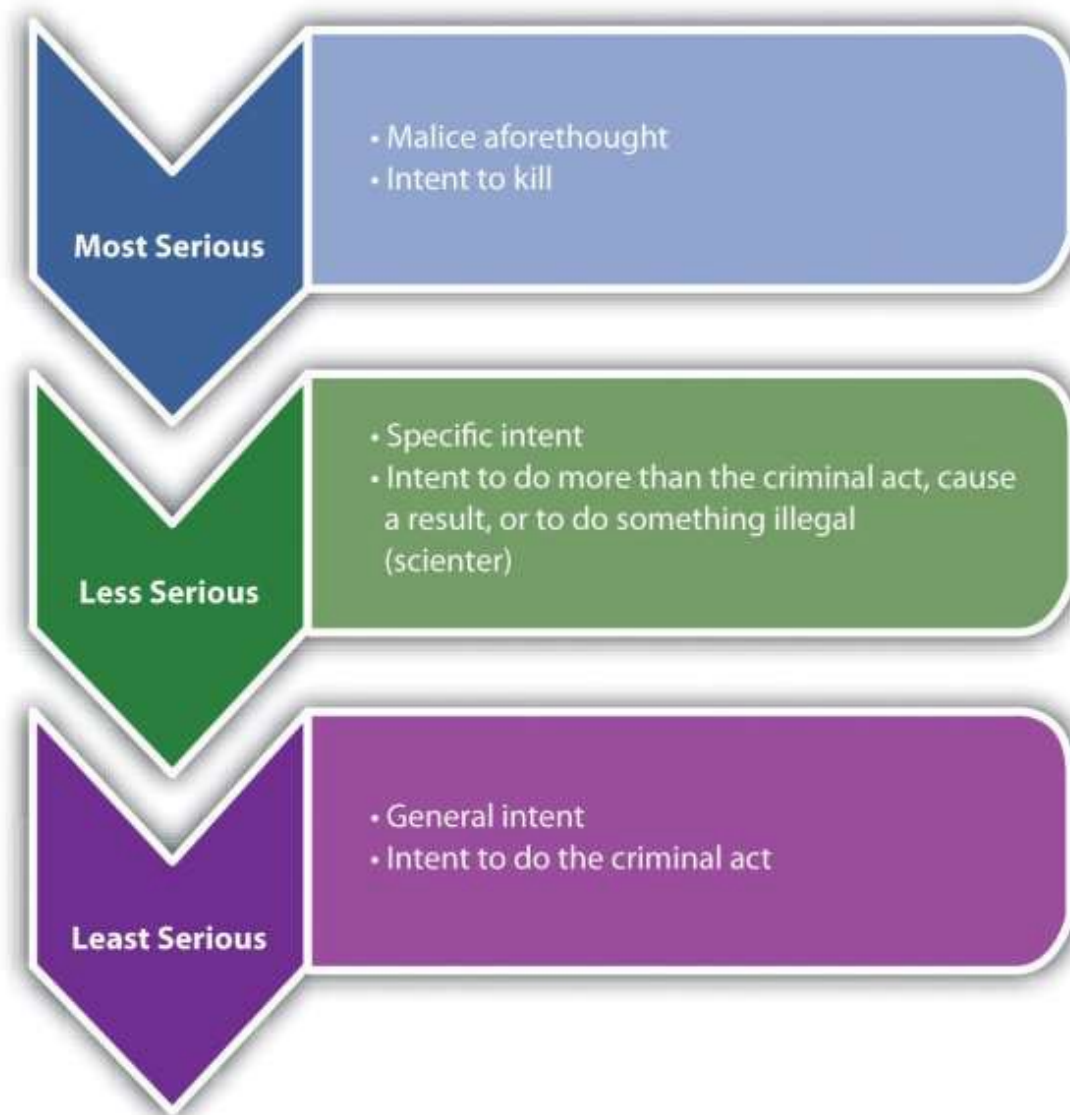 Most Serious
• Malice aforethought
• Intent to kill
Less Serious
• Specific intent
• Intent to do more than the criminal act, cause
a result, or to do something illegal
(scienter)
Least Serious
• General intent
• Intent to do the criminal act